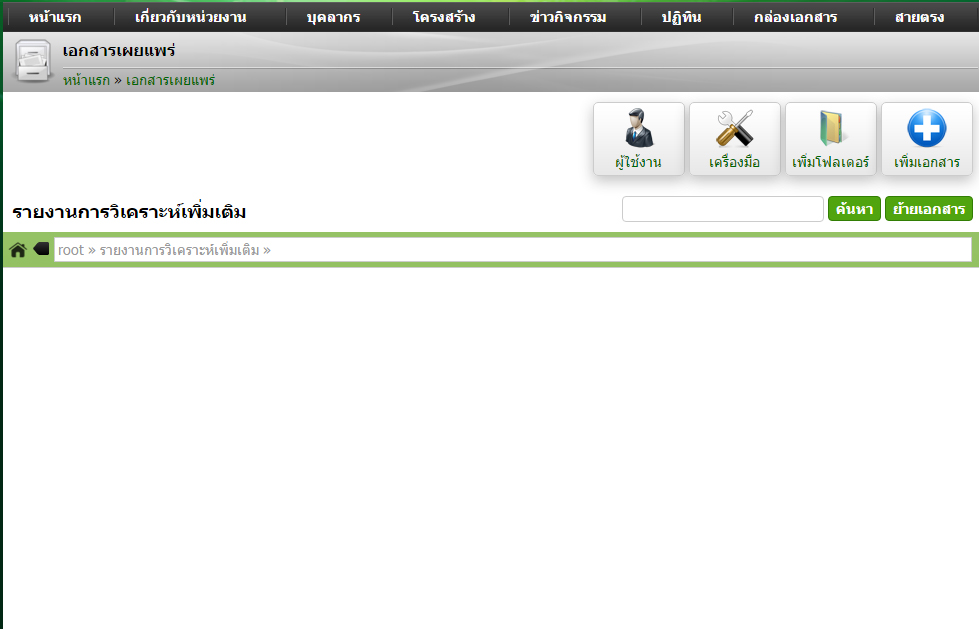 หน้าแรก เกี่ยวกับหน่วยงาน บุคลากร โครงสร้าง ข่าวกิจกรรม ปฏิทิน กล่องเอกสาร สายตรง
เอกสารเผยแพร่
หน้าแรก » เอกสารเผยแพร่
ผู้ใช้งาน เครื่องมือ เพิ่มโฟลเดอร์ เพิ่มเอกสาร
รายงานการวิเคราะห์เพิ่มเติม ค้นหา ย้ายเอกสาร
root » รายงานการวิเคราะห์เพิ่มเติม »